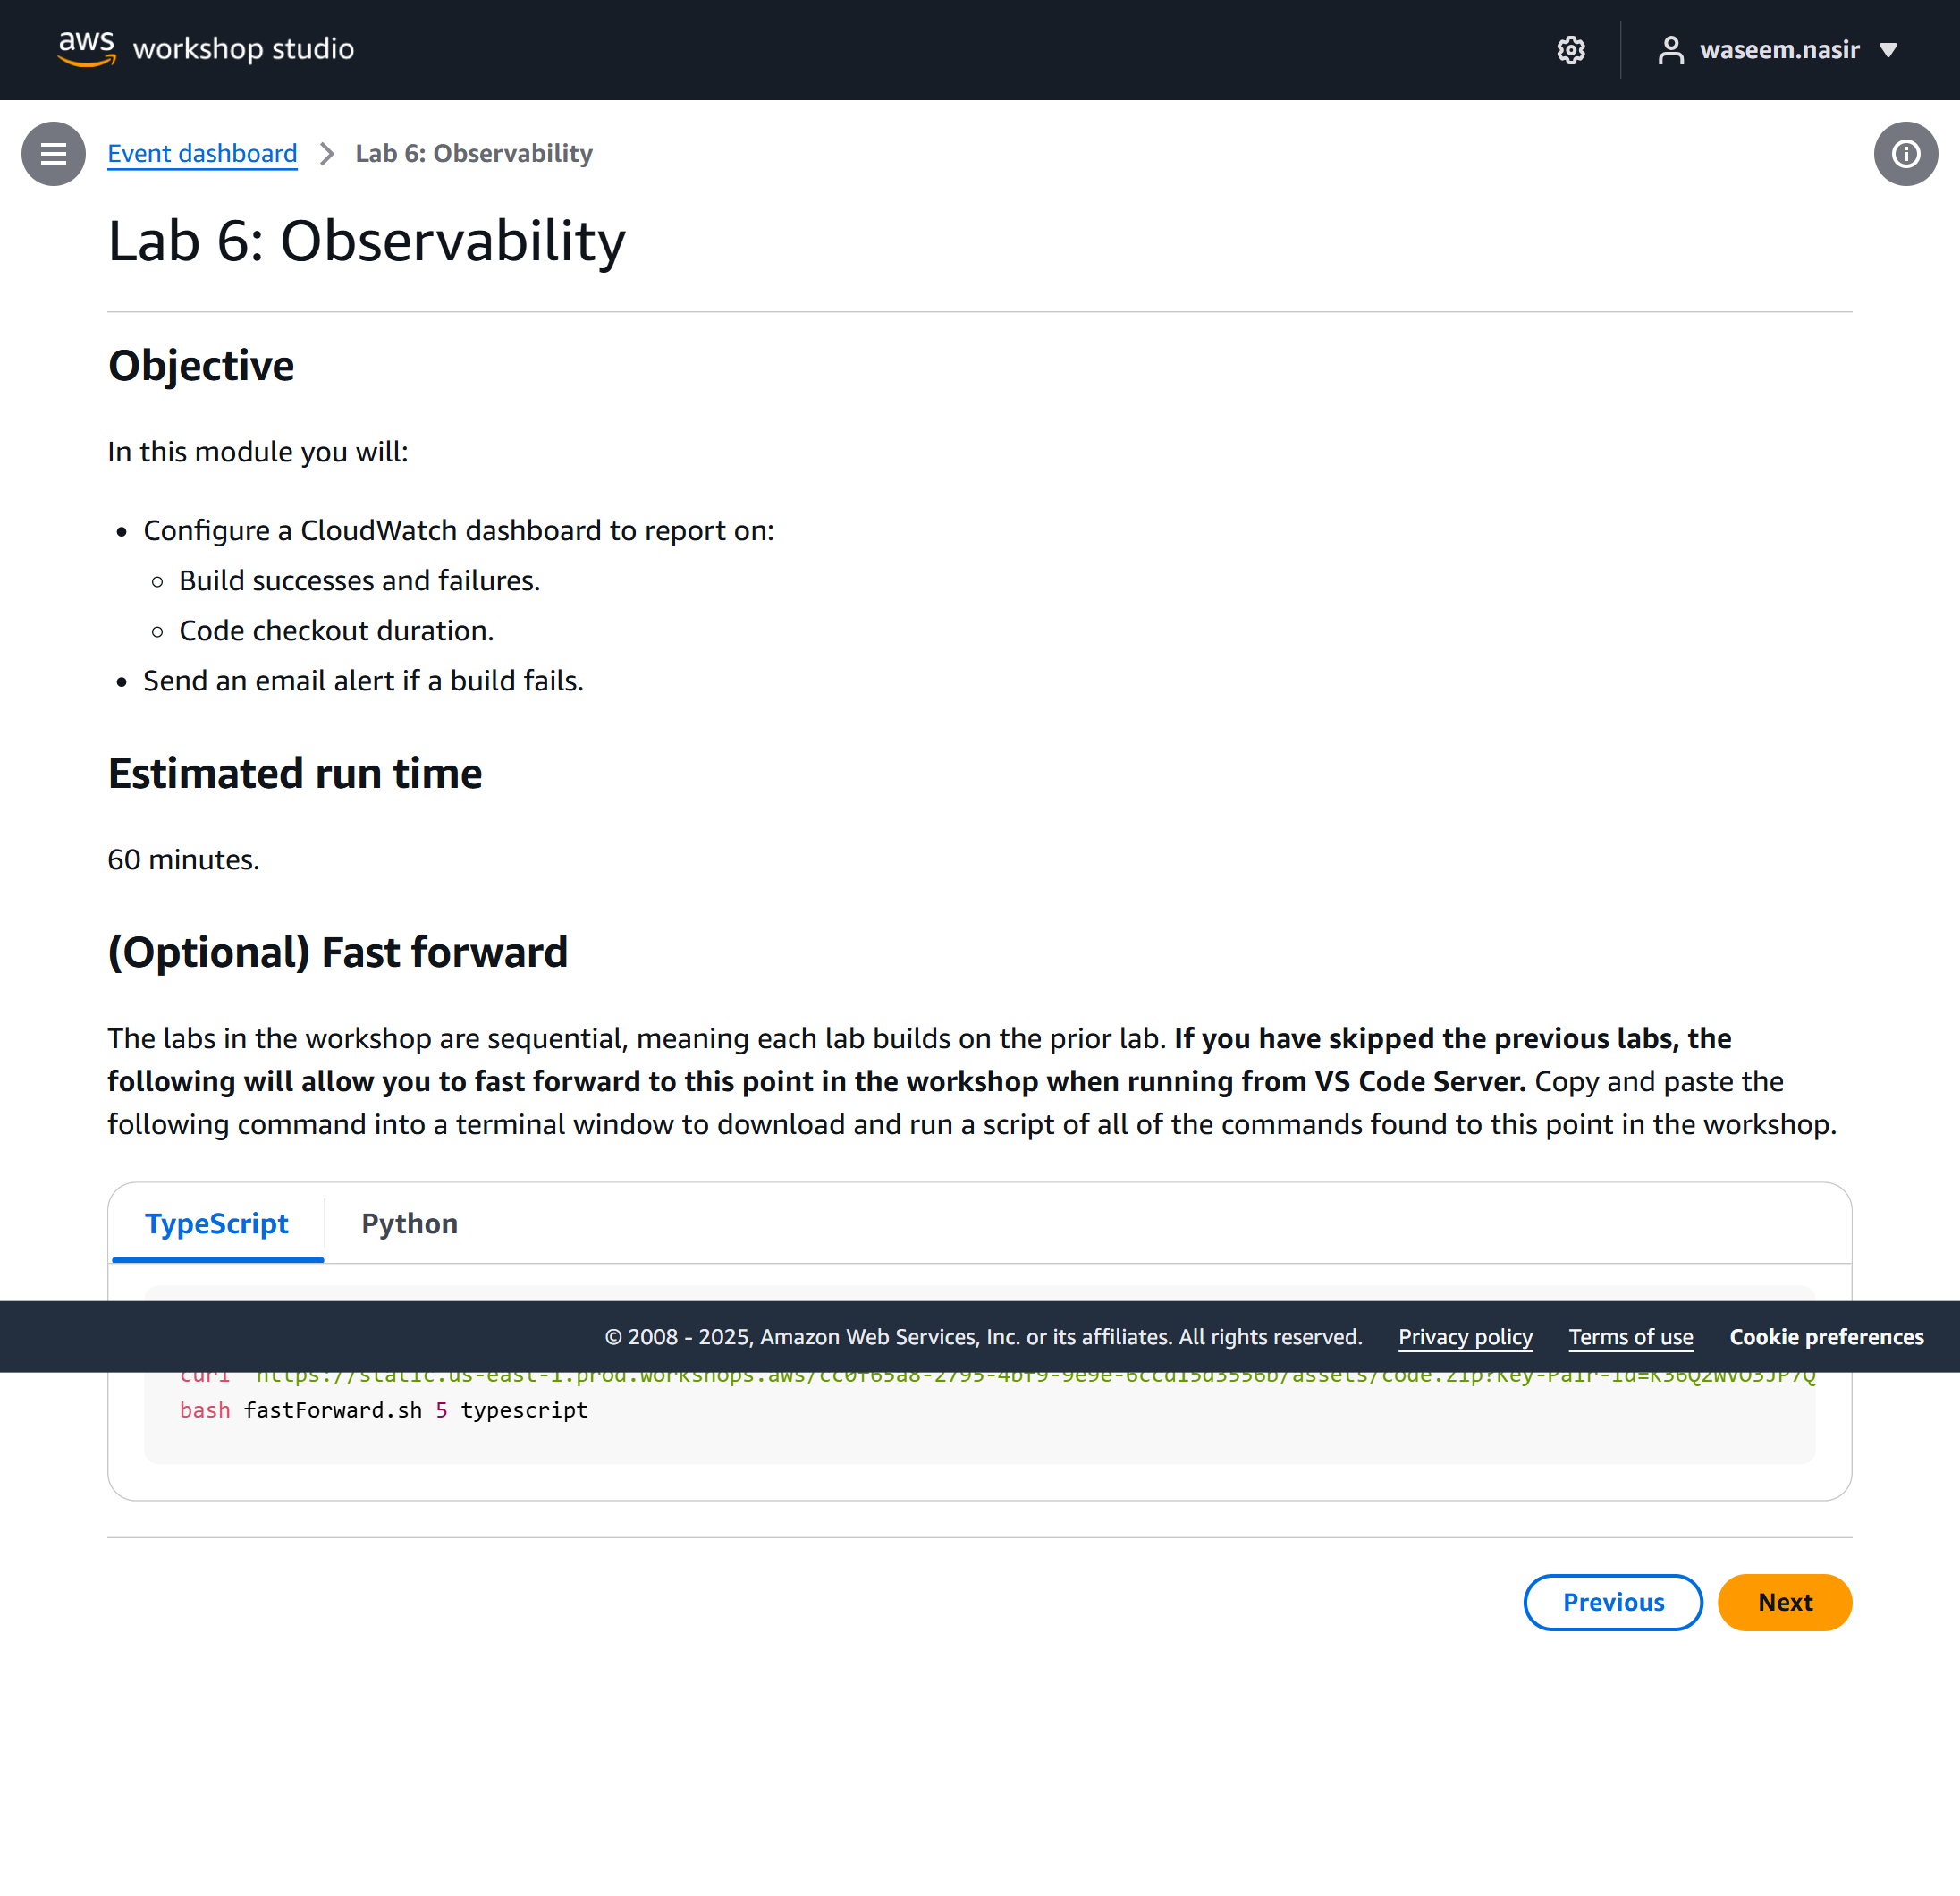 aws workshop studio
waseem.nasir
Event dashboard
Lab 6: Observability
Lab 6: Observability
Objective
In this module you will:
Configure a CloudWatch dashboard to report on:
Build successes and failures.
Code checkout duration.
Send an email alert if a build fails.
Estimated run time
60 minutes.
(Optional) Fast forward
The labs in the workshop are sequential, meaning each lab builds on the prior lab. If you have skipped the previous labs, the
following will allow you to fast forward to this point in the workshop when running from VS Code Server. Copy and paste the
following command into a terminal window to download and run a script of all of the commands found to this point in the workshop.
TypeScript
Python
© 2008 - 2025, Amazon Web Services, Inc. or its affiliates. All rights reserved.
Privacy policy
Terms of use
Cookie preferences
curl
bash fastForward.sh 5 typescript
Previous
Next